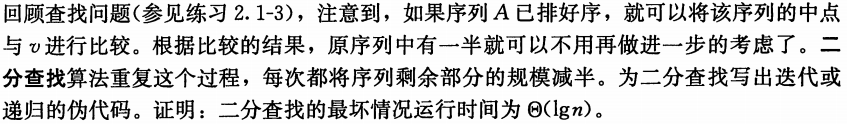 回顾查找问题(参见练习 2.1-3)，注意到，如果序列 A 已排好序，就可以将该序列的中点
与 v 进行比较。根据比较的结果，原序列中有一半就可以不用再做进一步的考虑了。二
分查找算法重复这个过程，每次都将序列剩余部分的规模减半。为二分查找写出迭代或
递归的伪代码。证明：二分查找的最坏情况运行时间为 Θ(lgn)。